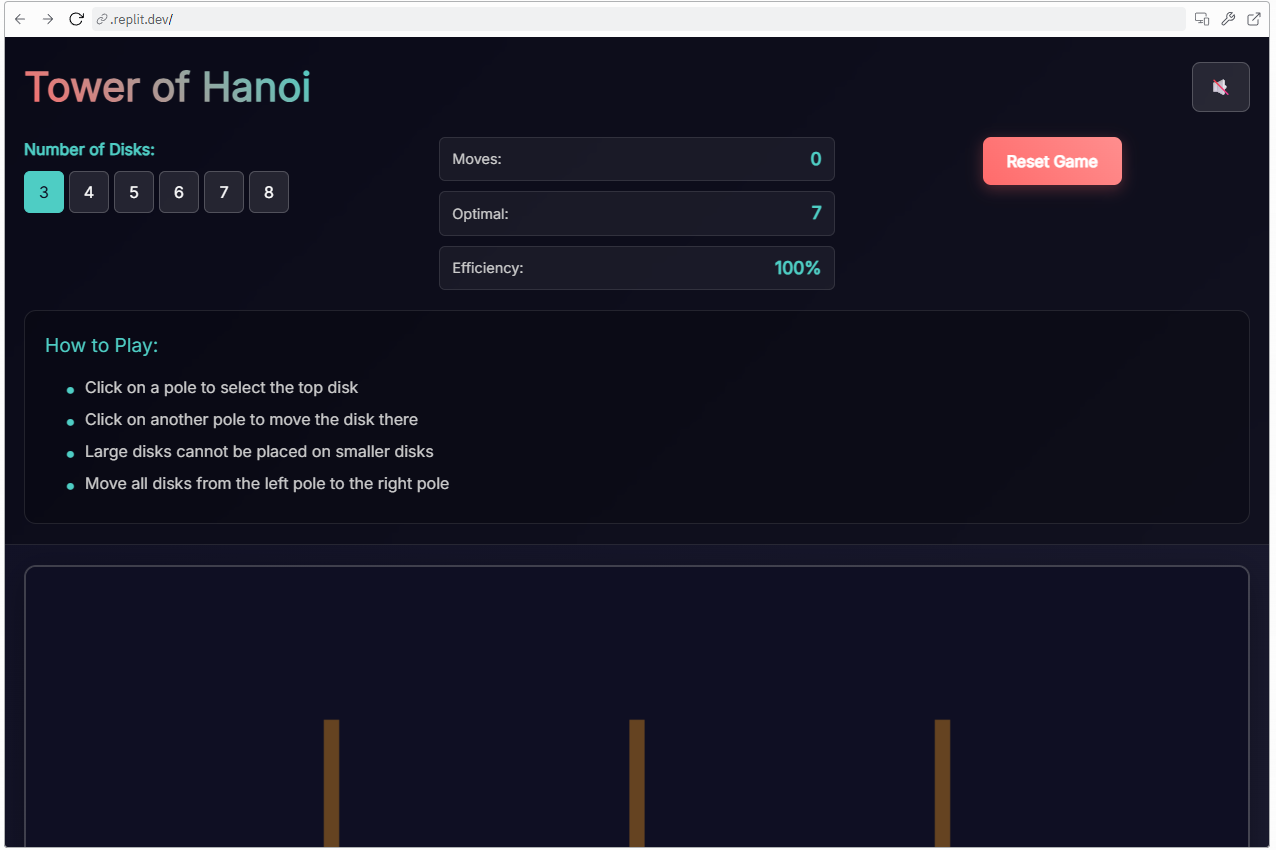 .replit.dev/
Tower of Hanoi
Number of Disks:
3 4 5 6 7 8
Moves: 0
Optimal: 7
Efficiency: 100%
Reset Game
How to Play:
Click on a pole to select the top disk
Click on another pole to move the disk there
Large disks cannot be placed on smaller disks
Move all disks from the left pole to the right pole